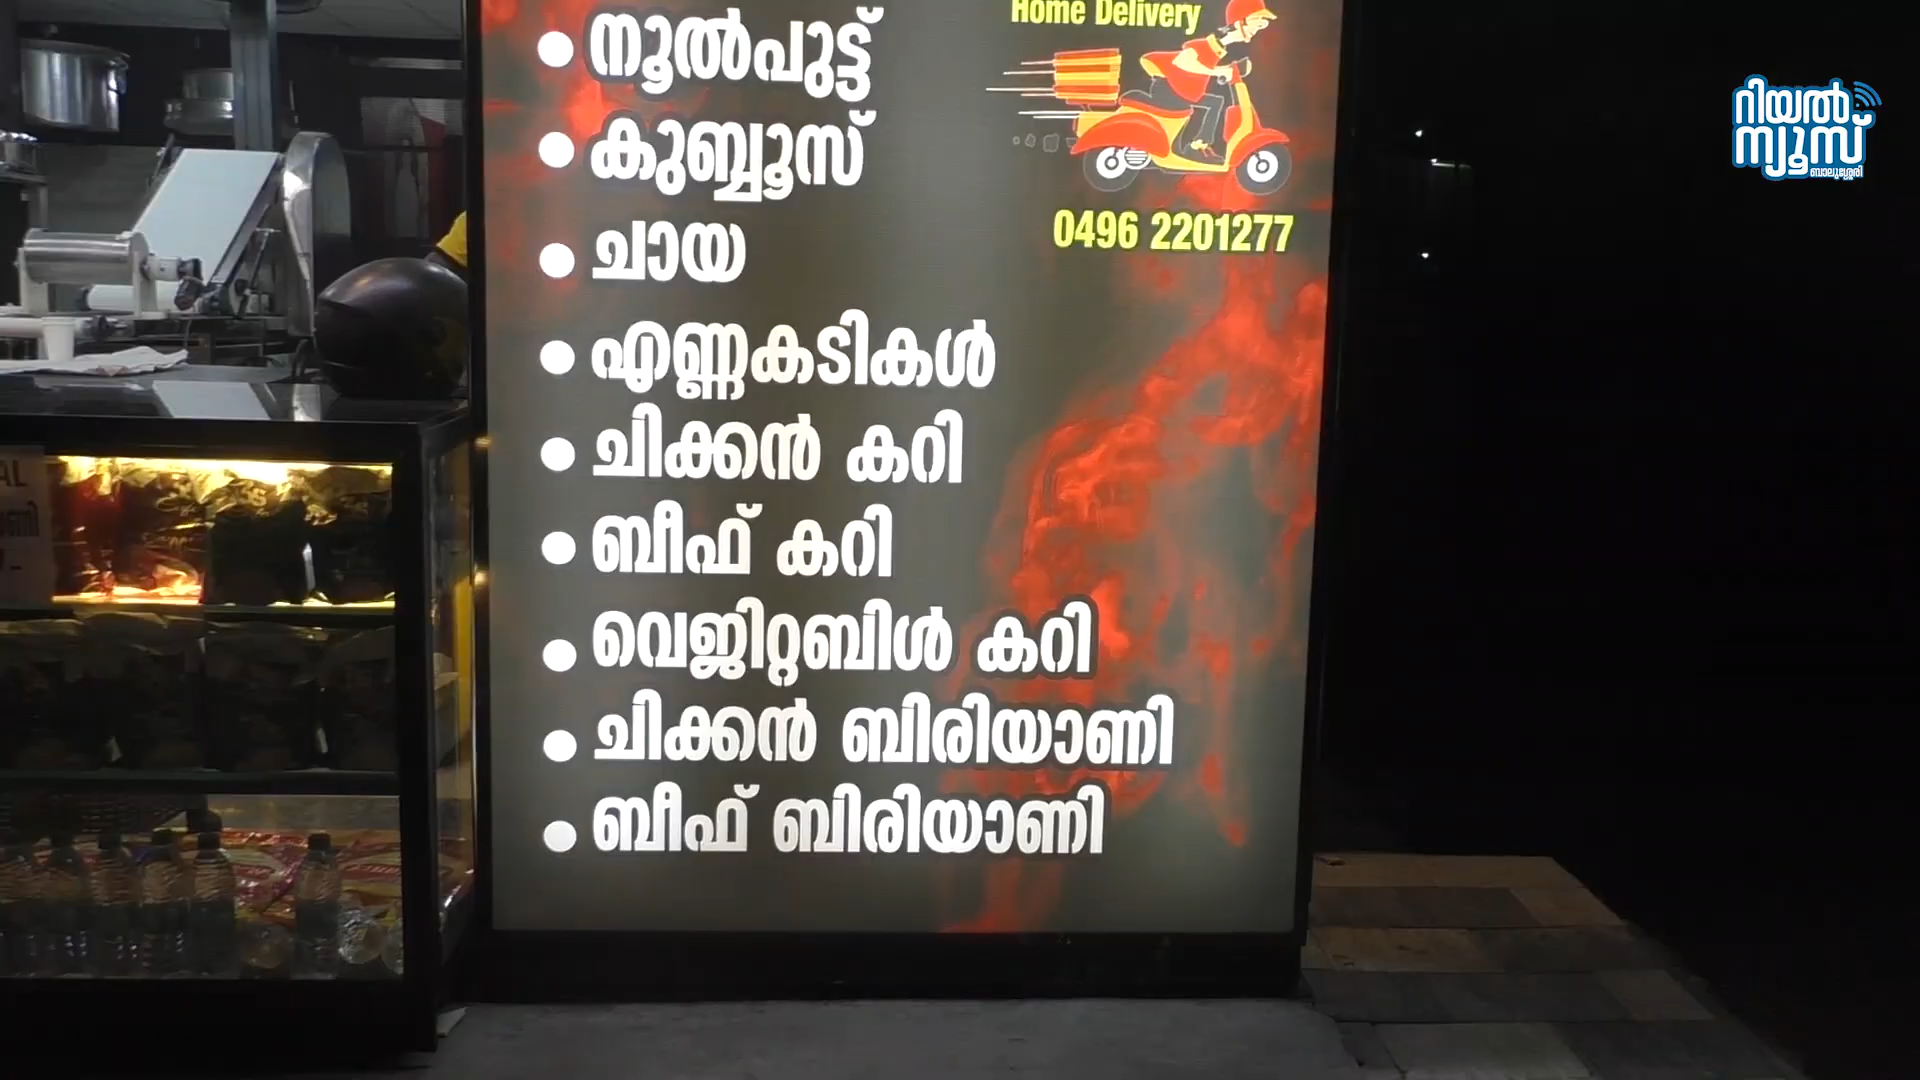 Home Delivery
0496 2201277
നൂൽപുട്ട്
കുബ്ബൂസ്
ചായ
എണ്ണകടികൾ
ചിക്കൻ കറി
ബീഫ് കറി
വെജിറ്റബിൾ കറി
ചിക്കൻ ബിരിയാണി
ബീഫ് ബിരിയാണി
റിയൽ
ന്യൂസ്
ബാലുശ്ശേരി